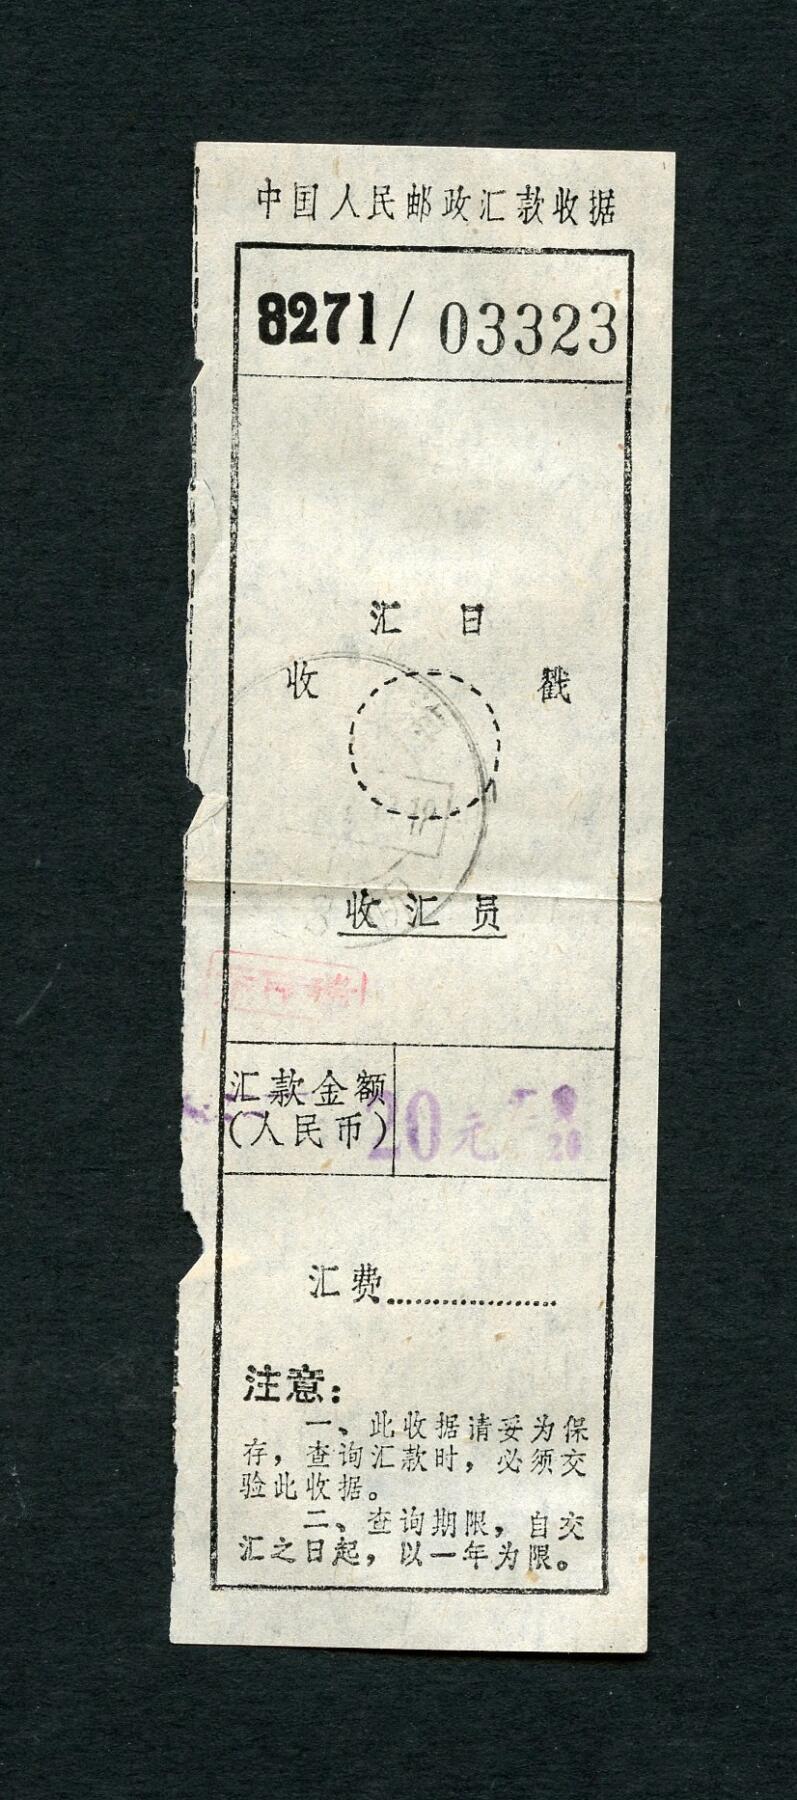 中国人民邮政汇款收据
8271/03323
汇日
收戳
收汇员
汇款金额
(人民币)
20元
20
汇费
注意：
一、此收据请妥为保
存，查询汇款时，必须交
验此收据。
二、查询期限，自交
汇之日起，以一年为限。